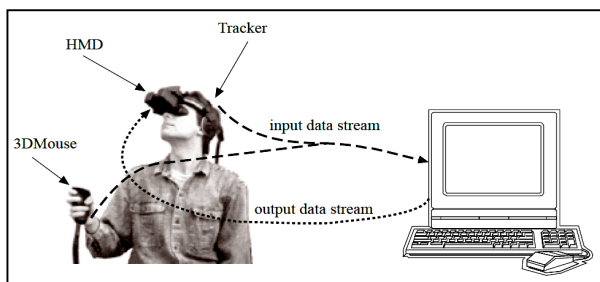 Tracker
HMD
input data stream
3DMouse
output data stream